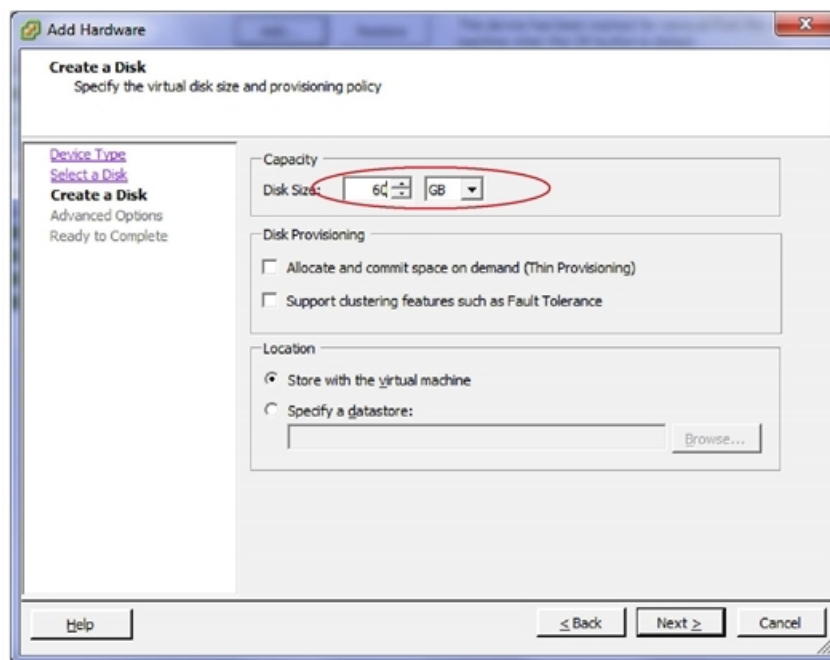 Add Hardware
Create a Disk
Specify the virtual disk size and provisioning policy
Device Type
Select a Disk
Create a Disk
Advanced Options
Ready to Complete
Capacity
Disk Size: 60 GB
Disk Provisioning
Allocate and commit space on demand (Thin Provisioning)
Support clustering features such as Fault Tolerance
Location
Store with the virtual machine
Specify a datastore:
Browse...
Help
< Back
Next >
Cancel